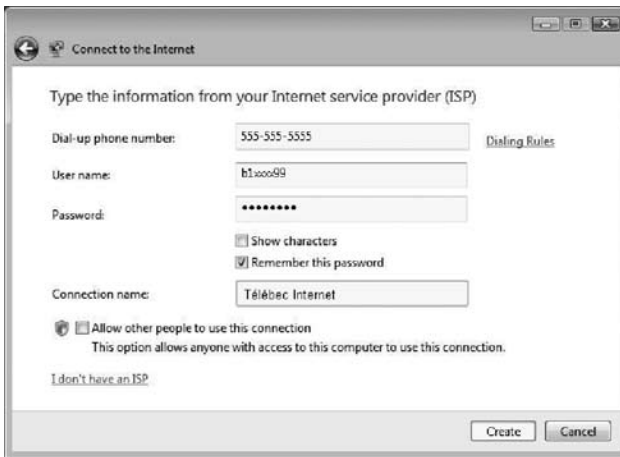 Connect to the Internet
Type the information from your Internet service provider (ISP)
Dial-up phone number: 555-555-5555 Dialing Rules
User name: b1xxxx99
Password: ••••••••
Show characters
Remember this password
Connection name: Télébec Internet
Allow other people to use this connection
This option allows anyone with access to this computer to use this connection.
I don't have an ISP
Create Cancel